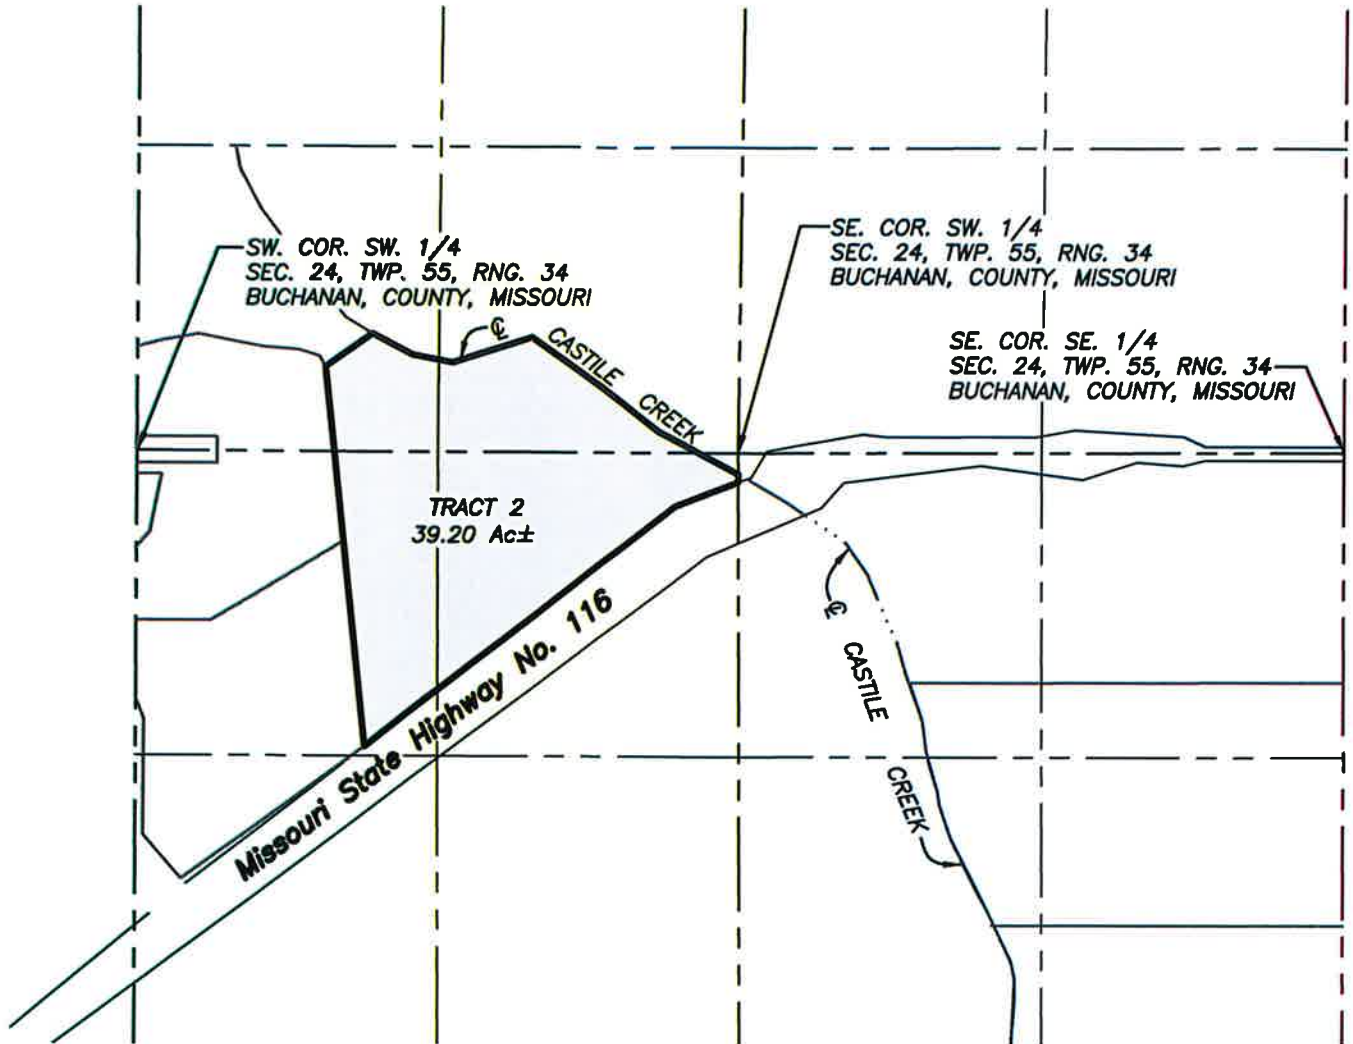 SW. COR. SW. 1/4
SEC. 24, TWP. 55, RNG. 34
BUCHANAN, COUNTY, MISSOURI
SE. COR. SW. 1/4
SEC. 24, TWP. 55, RNG. 34
BUCHANAN, COUNTY, MISSOURI
SE. COR. SE. 1/4
SEC. 24, TWP. 55, RNG. 34
BUCHANAN, COUNTY, MISSOURI
℄ CASTILE CREEK
TRACT 2
39.20 Ac±
Missouri State Highway No. 116
℄ CASTILE CREEK